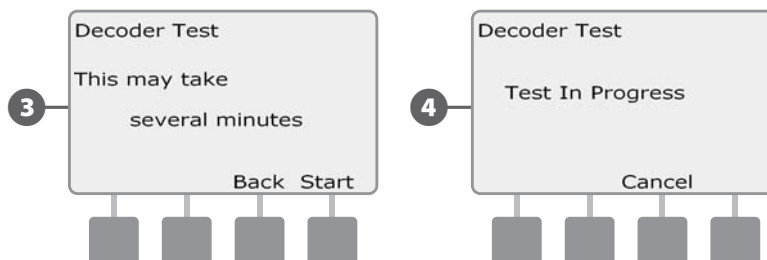 Decoder Test
This may take
several minutes
Back Start
3
Decoder Test
Test In Progress
Cancel
4